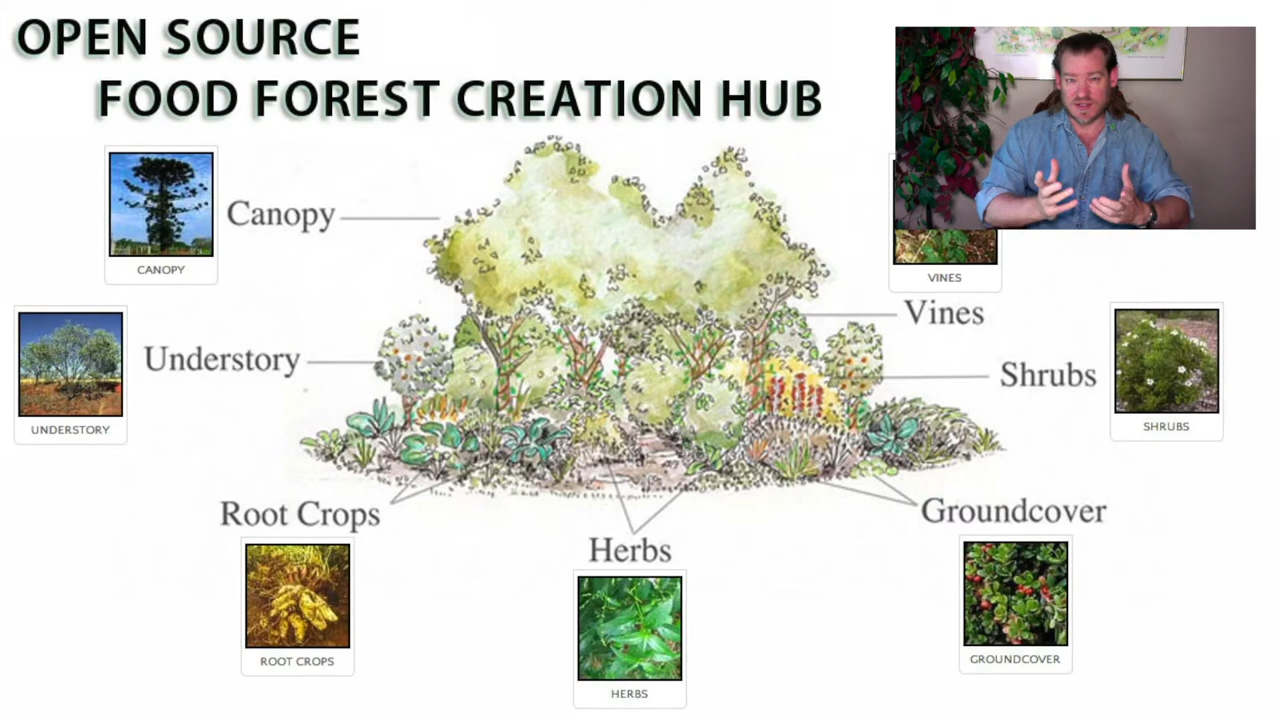 OPEN SOURCE
FOOD FOREST CREATION HUB
CANOPY
Canopy
VINES
Vines
UNDERSTORY
Understory
Shrubs
SHRUBS
Root Crops
ROOT CROPS
Herbs
HERBS
Groundcover
GROUNDCOVER